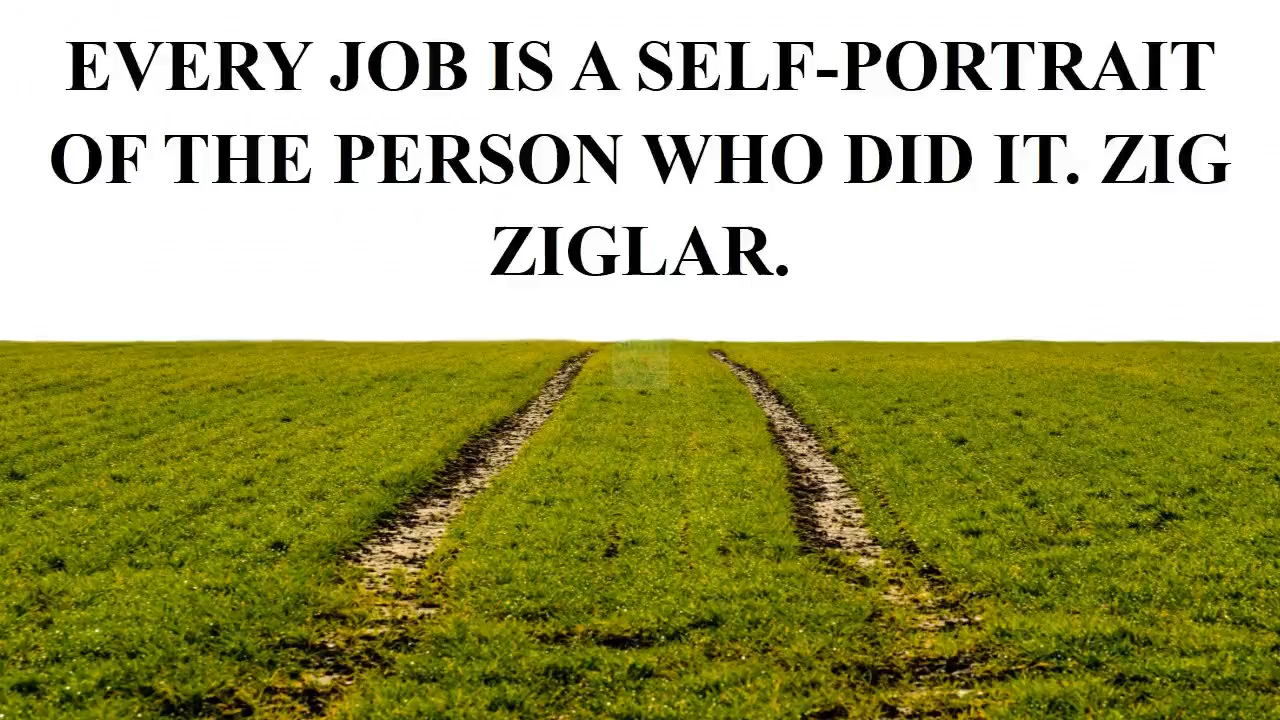 EVERY JOB IS A SELF-PORTRAIT
OF THE PERSON WHO DID IT. ZIG
ZIGLAR.